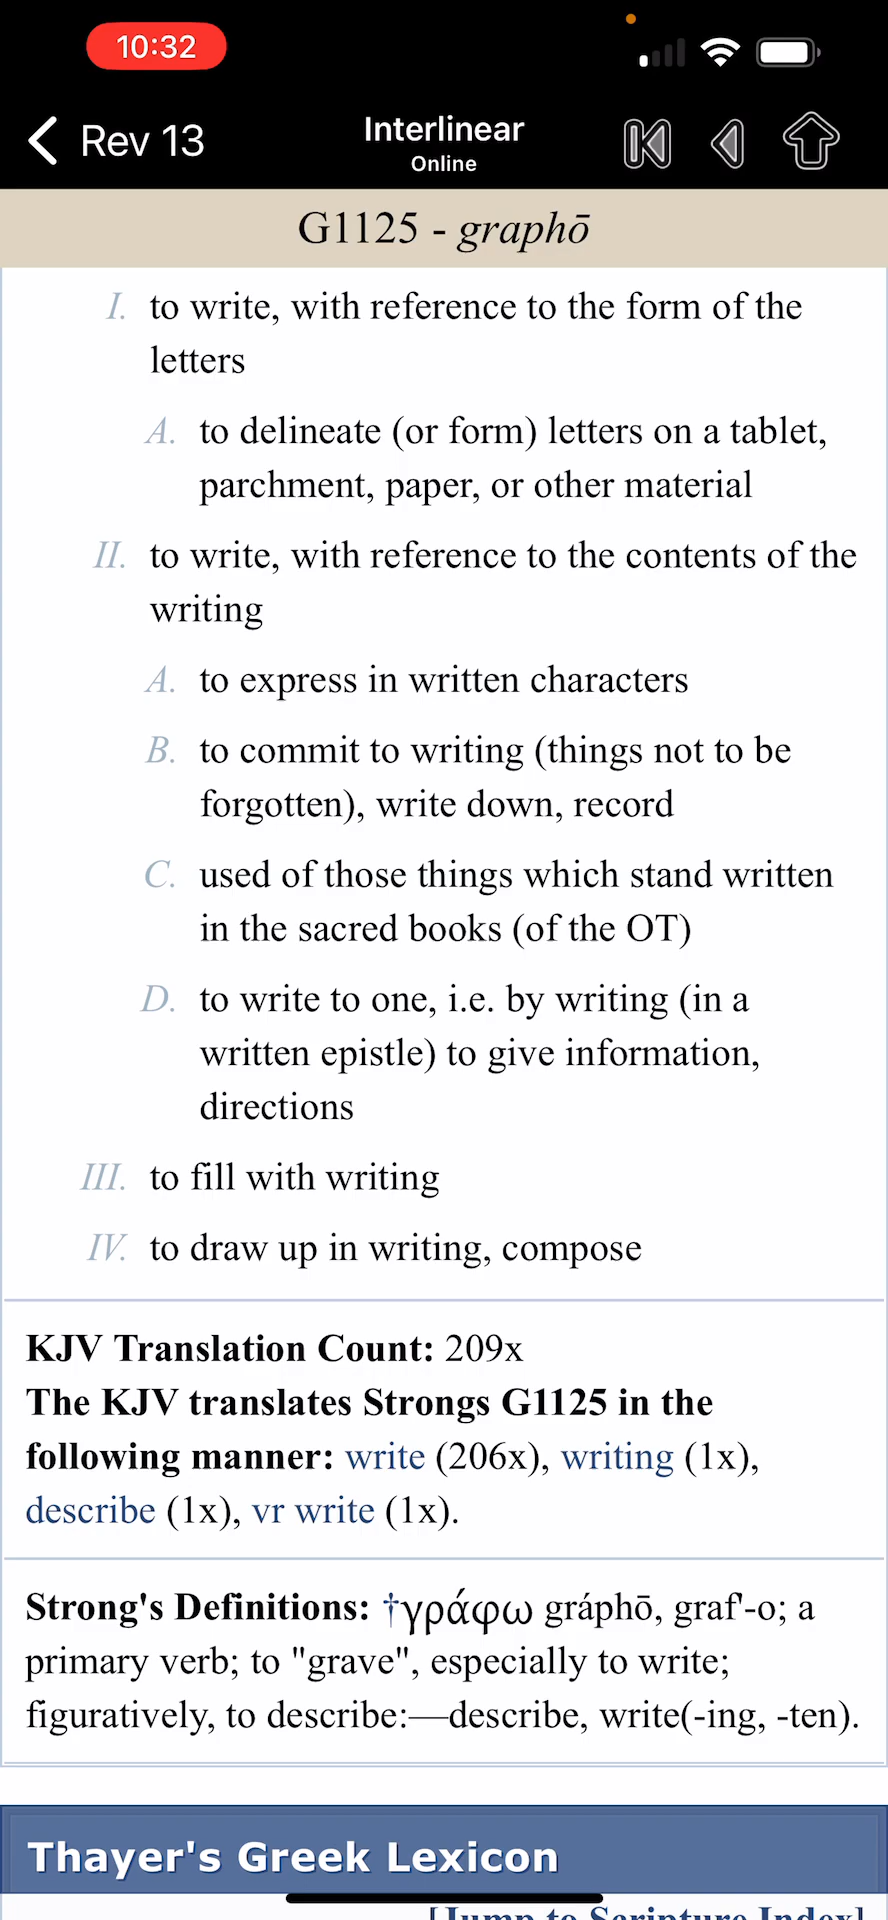 10:32
Rev 13
Interlinear
Online
G1125 - graphō
I. to write, with reference to the form of the
letters
A. to delineate (or form) letters on a tablet,
parchment, paper, or other material
II. to write, with reference to the contents of the
writing
A. to express in written characters
B. to commit to writing (things not to be
forgotten), write down, record
C. used of those things which stand written
in the sacred books (of the OT)
D. to write to one, i.e. by writing (in a
written epistle) to give information,
directions
III. to fill with writing
IV. to draw up in writing, compose
KJV Translation Count: 209x
The KJV translates Strongs G1125 in the
following manner: write (206x), writing (1x),
describe (1x), vr write (1x).
Strong's Definitions: †γράφω gráphō, graf'-o; a
primary verb; to "grave", especially to write;
figuratively, to describe:—describe, write(-ing, -ten).
Thayer's Greek Lexicon
[Jump to Scripture Index]